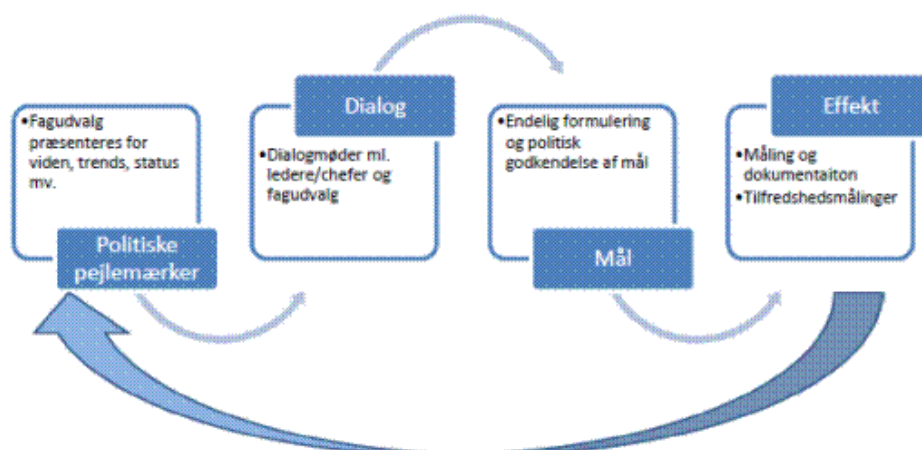 •Fagudvalg
præsenteres for
viden, trends, status
mv.
Politiske
pejlemærker
Dialog
•Dialogmøder ml.
ledere/chefer og
fagudvalg
•Endelig formulering
og politisk
godkendelse af mål
Mål
Effekt
•Måling og
dokumentaiton
•Tilfredshedsmålinger